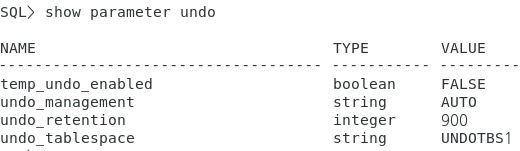 SQL> show parameter undo
NAME TYPE VALUE
------------------------------------ ----------- ---------
temp_undo_enabled boolean FALSE
undo_management string AUTO
undo_retention integer 900
undo_tablespace string UNDOTBS1